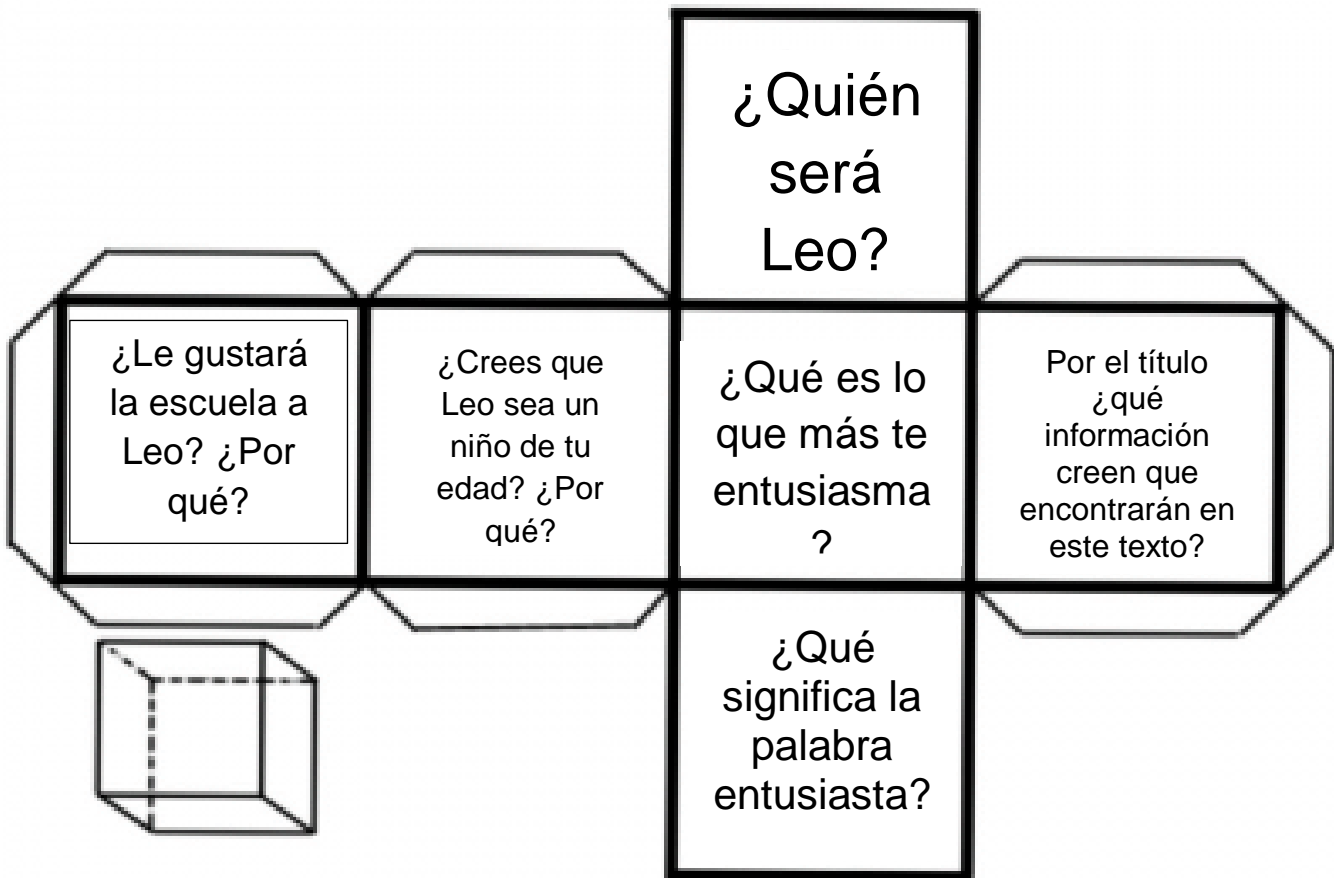 ¿Quién
será
Leo?
¿Le gustará
la escuela a
Leo? ¿Por
qué?
¿Crees que
Leo sea un
niño de tu
edad? ¿Por
qué?
¿Qué es lo
que más te
entusiasma
?
Por el título
¿qué
información
creen que
encontrarán en
este texto?
¿Qué
significa la
palabra
entusiasta?